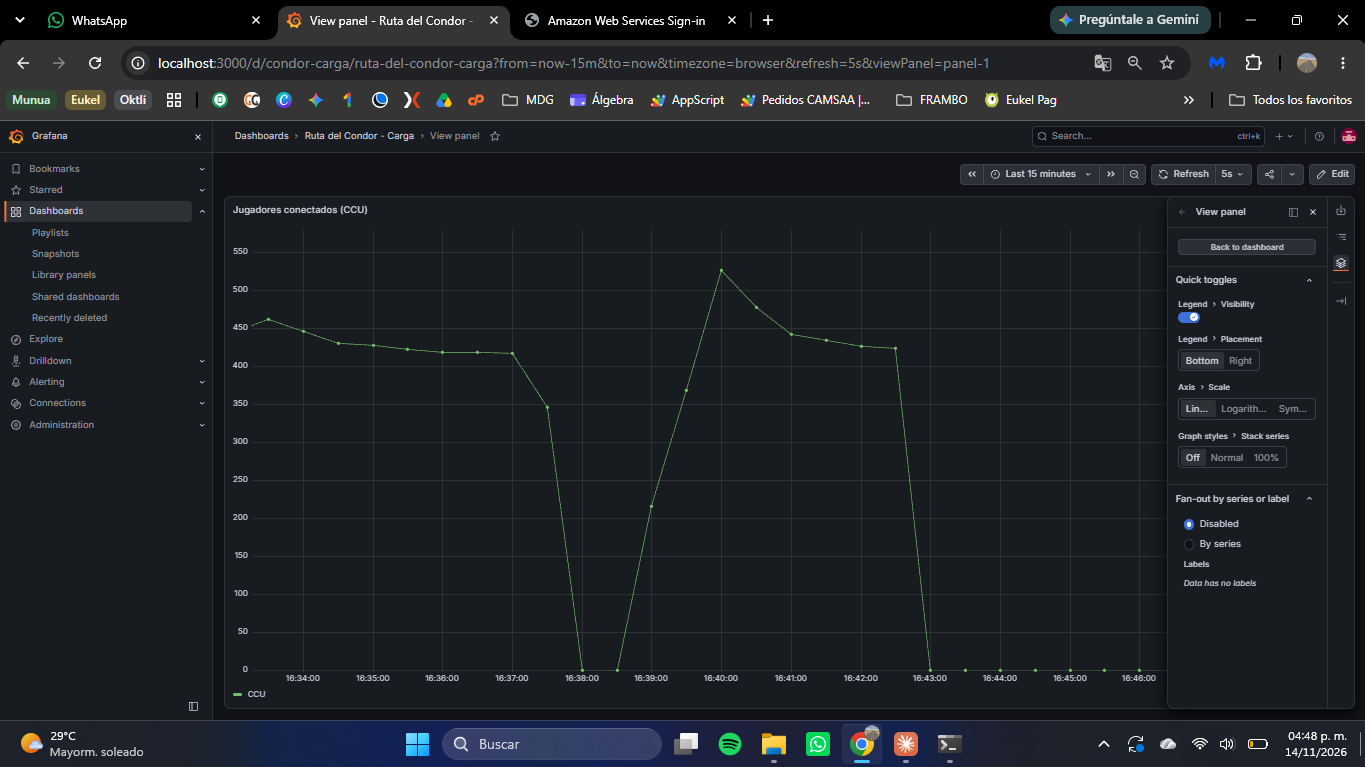 WhatsApp
View panel - Ruta del Condor -
Amazon Web Services Sign-in
Pregúntale a Gemini
localhost:3000/d/condor-carga/ruta-del-condor-carga?from=now-15m&to=now&timezone=browser&refresh=5s&viewPanel=panel-1
Munua
Eukel
Oktli
MDG
Álgebra
AppScript
Pedidos CAMSAA |...
FRAMBO
Eukel Pag
Todos los favoritos
Grafana
Dashboards › Ruta del Condor - Carga › View panel
Search...
ctrl+k
Bookmarks
Starred
Dashboards
Playlists
Snapshots
Library panels
Shared dashboards
Recently deleted
Explore
Drilldown
Alerting
Connections
Administration
Last 15 minutes
Refresh
5s
Edit
Jugadores conectados (CCU)
550
500
450
400
350
300
250
200
150
100
50
0
16:34:00 16:35:00 16:36:00 16:37:00 16:38:00 16:39:00 16:40:00 16:41:00 16:42:00 16:43:00 16:44:00 16:45:00 16:46:00
CCU
View panel
Back to dashboard
Quick toggles
Legend › Visibility
Legend › Placement
Bottom Right
Axis › Scale
Lin... Logarith... Sym...
Graph styles › Stack series
Off Normal 100%
Fan-out by series or label
Disabled
By series
Labels
Data has no labels
29°C
Mayorm. soleado
Buscar
04:48 p. m.
14/11/2026